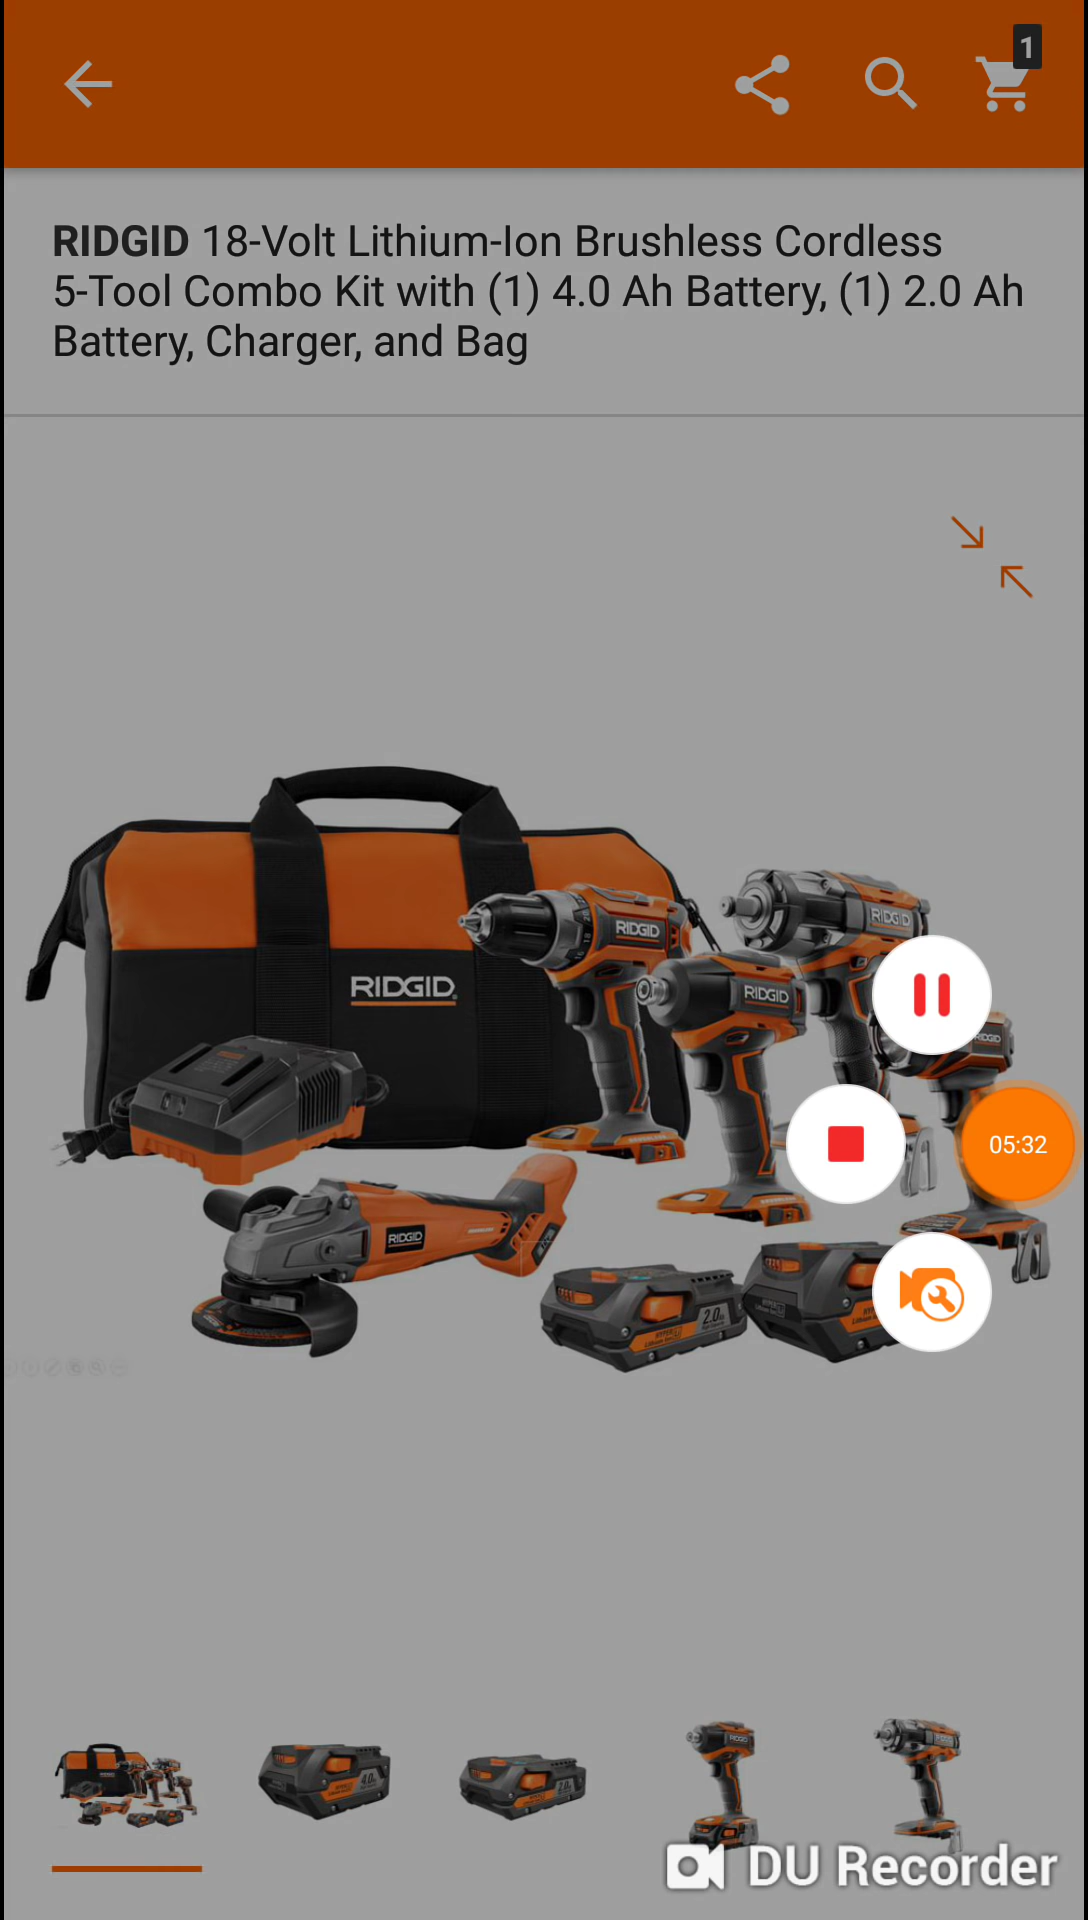 1
RIDGID 18-Volt Lithium-Ion Brushless Cordless
5-Tool Combo Kit with (1) 4.0 Ah Battery, (1) 2.0 Ah
Battery, Charger, and Bag
RIDGID
RIDGID
RIDGID
RIDGID
RIDGID
RIDGID
05:32
2.0
4.0
2.0
DU Recorder